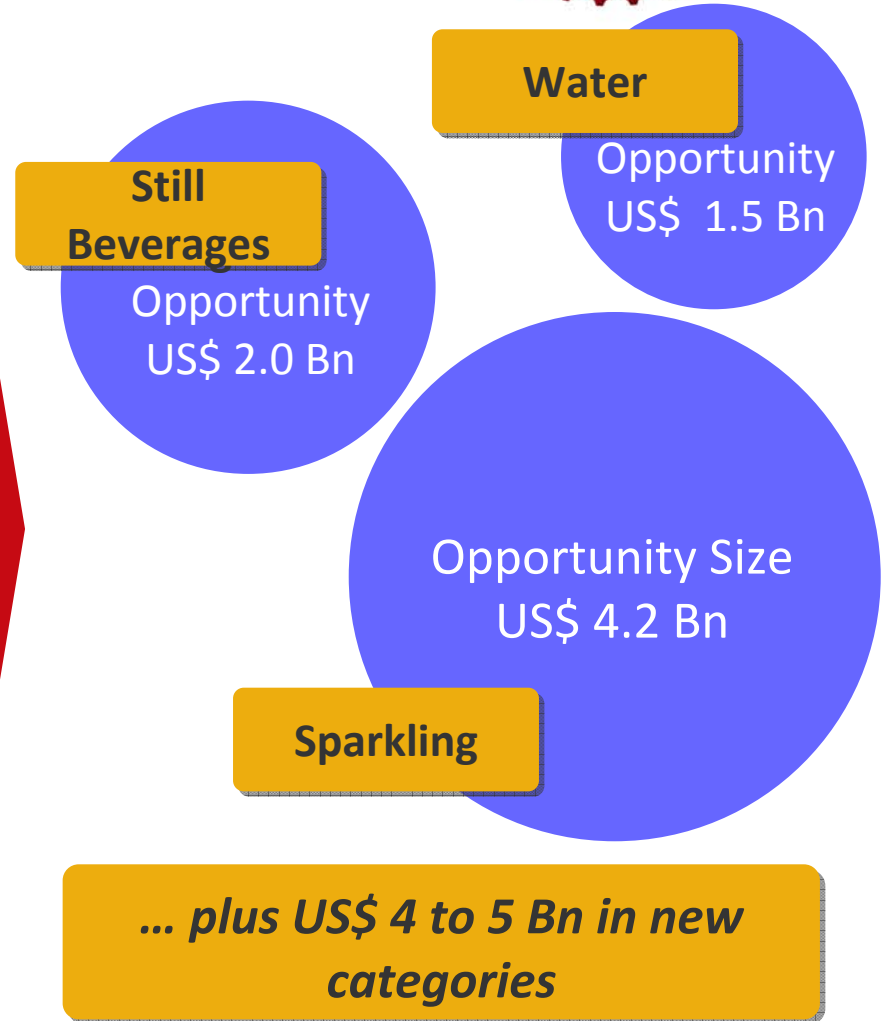 Water
Opportunity
US$ 1.5 Bn
Still
Beverages
Opportunity
US$ 2.0 Bn
Opportunity Size
US$ 4.2 Bn
Sparkling
... plus US$ 4 to 5 Bn in new
categories